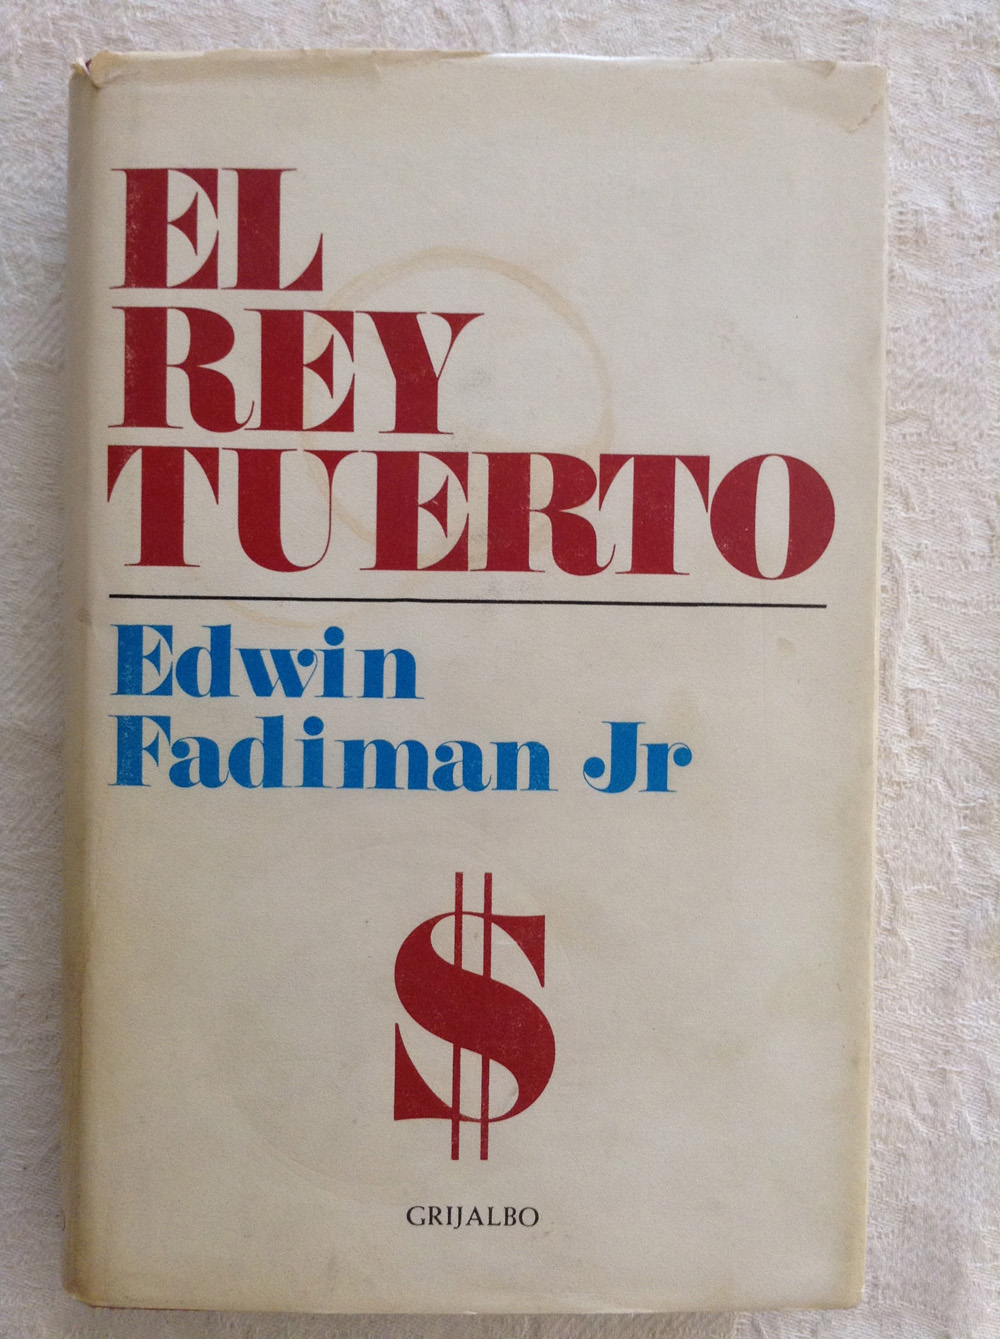 EL
REY
TUERTO
Edwin
Fadiman Jr
$
GRIJALBO